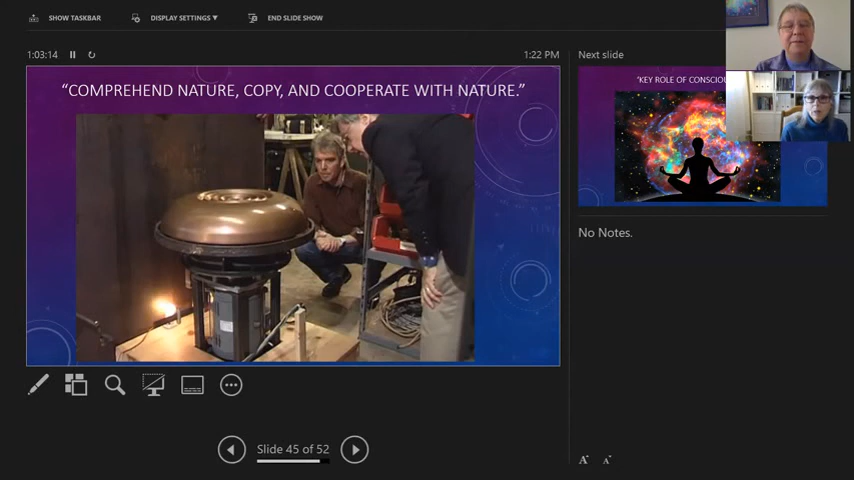 SHOW TASKBAR
DISPLAY SETTINGS ▼
END SLIDE SHOW
1:03:14
1:22 PM
Next slide
“COMPREHEND NATURE, COPY, AND COOPERATE WITH NATURE.”
“KEY ROLE OF CONSCIOU
No Notes.
Slide 45 of 52
A
A